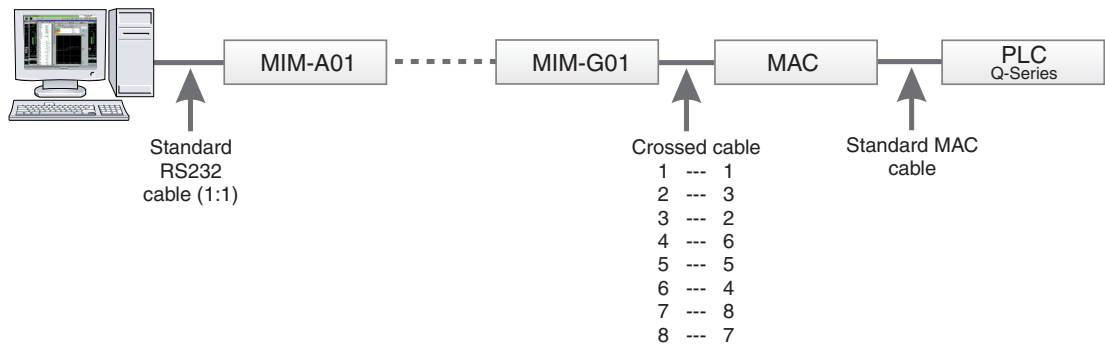 MIM-A01
MIM-G01
MAC
PLC
Q-Series
Standard
RS232
cable (1:1)
Crossed cable
1 --- 1
2 --- 3
3 --- 2
4 --- 6
5 --- 5
6 --- 4
7 --- 8
8 --- 7
Standard MAC
cable